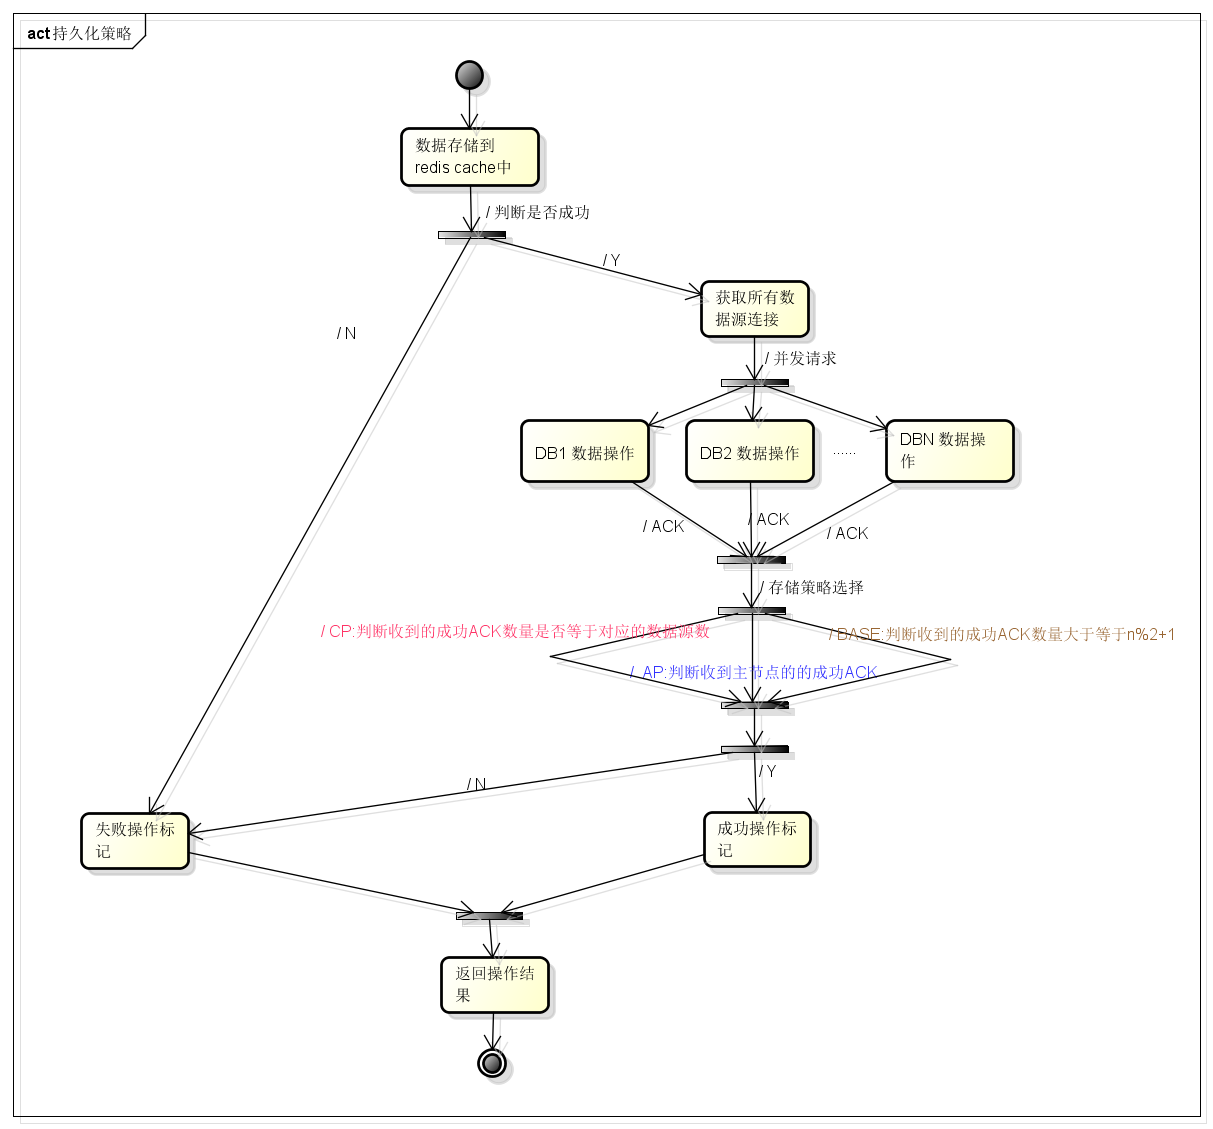 act 持久化策略
数据存储到
redis cache中
/ 判断是否成功
/ Y
/ N
获取所有数
据源连接
/ 并发请求
DB1 数据操作
DB2 数据操作
......
DBN 数据操
作
/ ACK
/ ACK
/ ACK
/ 存储策略选择
/ CP:判断收到的成功ACK数量是否等于对应的数据源数
/ BASE:判断收到的成功ACK数量大于等于n%2+1
/ AP:判断收到主节点的的成功ACK
/ N
/ Y
失败操作标
记
成功操作标
记
返回操作结
果